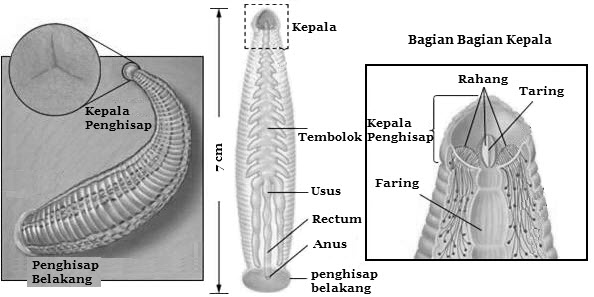 Kepala
Penghisap
Penghisap
Belakang
7 cm
Kepala
Tembolok
Usus
Rectum
Anus
penghisap
belakang
Bagian Bagian Kepala
Rahang
Taring
Kepala
Penghisap
Faring